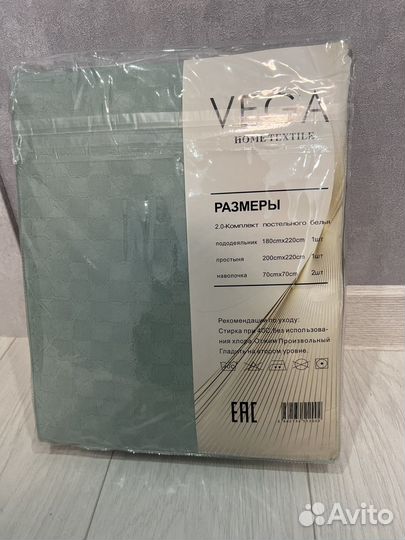 VEGA
HOME TEXTILE
РАЗМЕРЫ
2.0-Комплект постельного белья
пододеяльник 180cmx220cm 1шт
простыня 200cmx220cm 1шт
наволочка 70cmx70cm 2шт
Рекомендации по уходу:
Стирка при 40С,без использова-
ния хлора.Отжим Произвольный
Гладить на втором уровне.
EAC
Avito